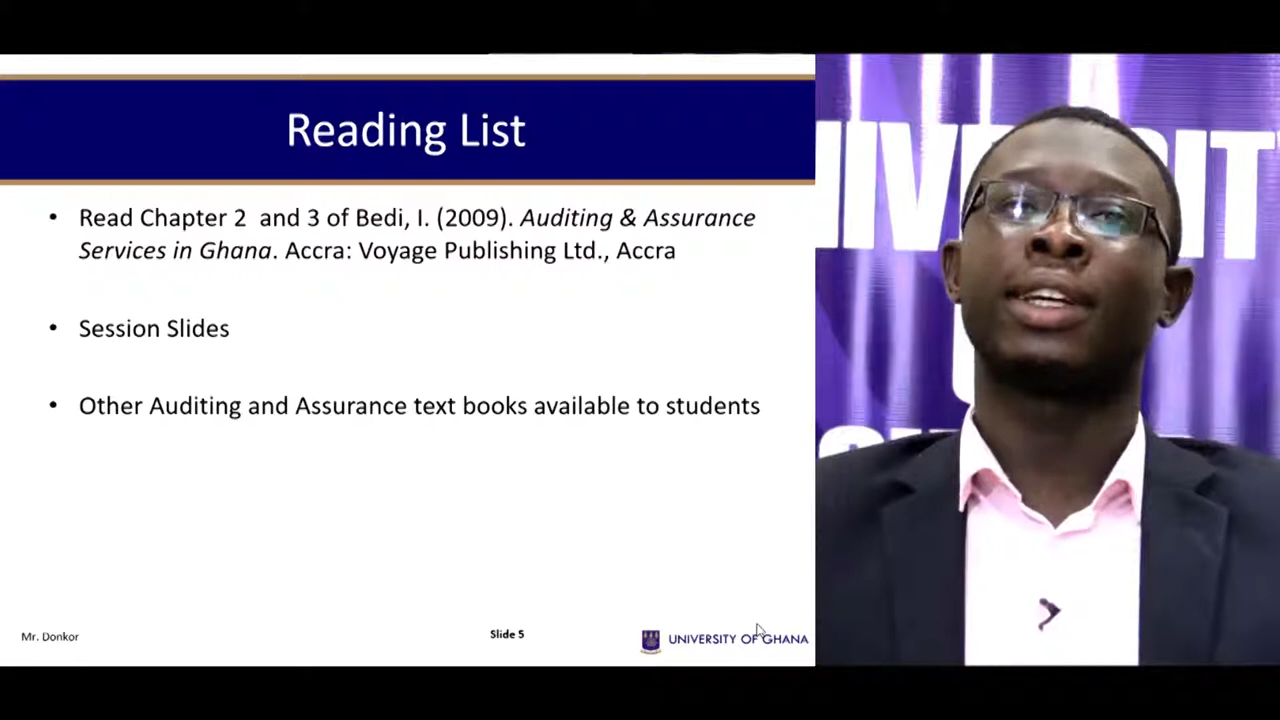 Reading List
• Read Chapter 2 and 3 of Bedi, I. (2009). Auditing & Assurance
Services in Ghana. Accra: Voyage Publishing Ltd., Accra
• Session Slides
• Other Auditing and Assurance text books available to students
Mr. Donkor
Slide 5
UNIVERSITY OF GHANA